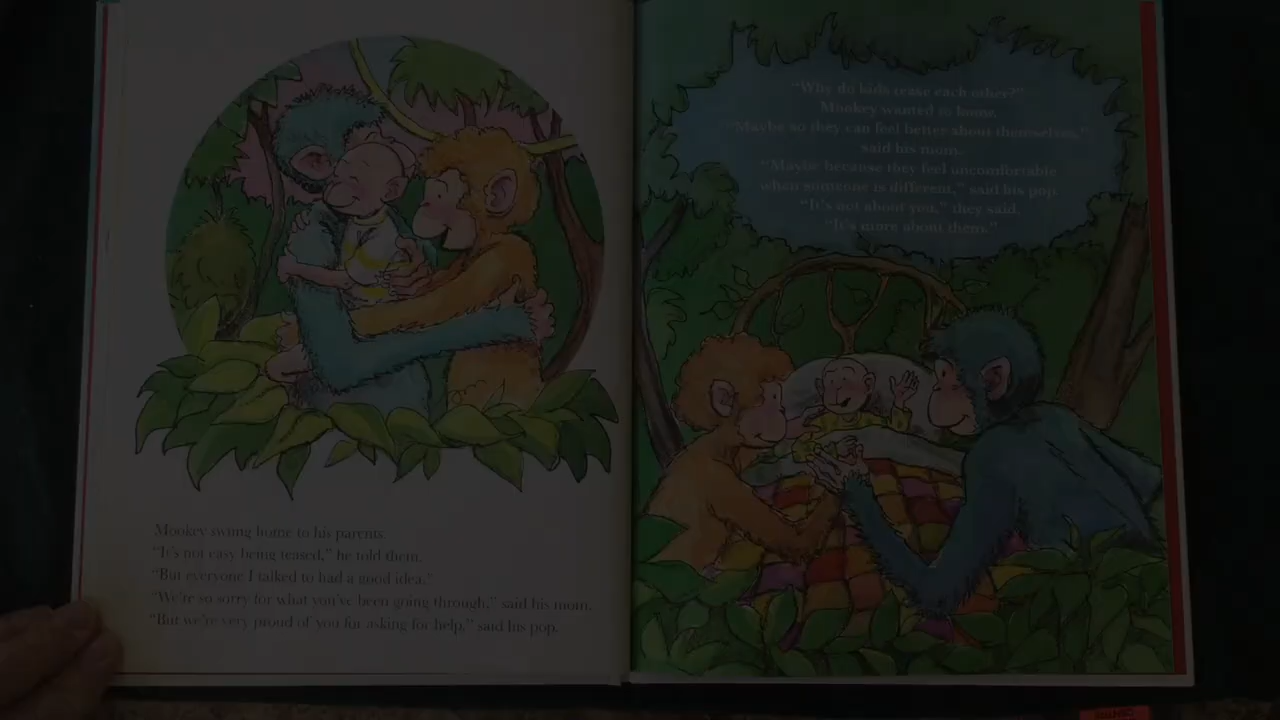 Mookey swung home to his parents.
"It's not easy being teased," he told them.
"But everyone I talked to had a good idea."
"We're so sorry for what you've been going through," said his mom.
"But we're very proud of you for asking for help," said his pop.
"Why do kids tease each other?"
Mookey wanted to know.
"Maybe so they can feel better about themselves,"
said his mom.
"Maybe because they feel uncomfortable
when someone is different," said his pop.
"It's not about you," they said.
"It's more about them."